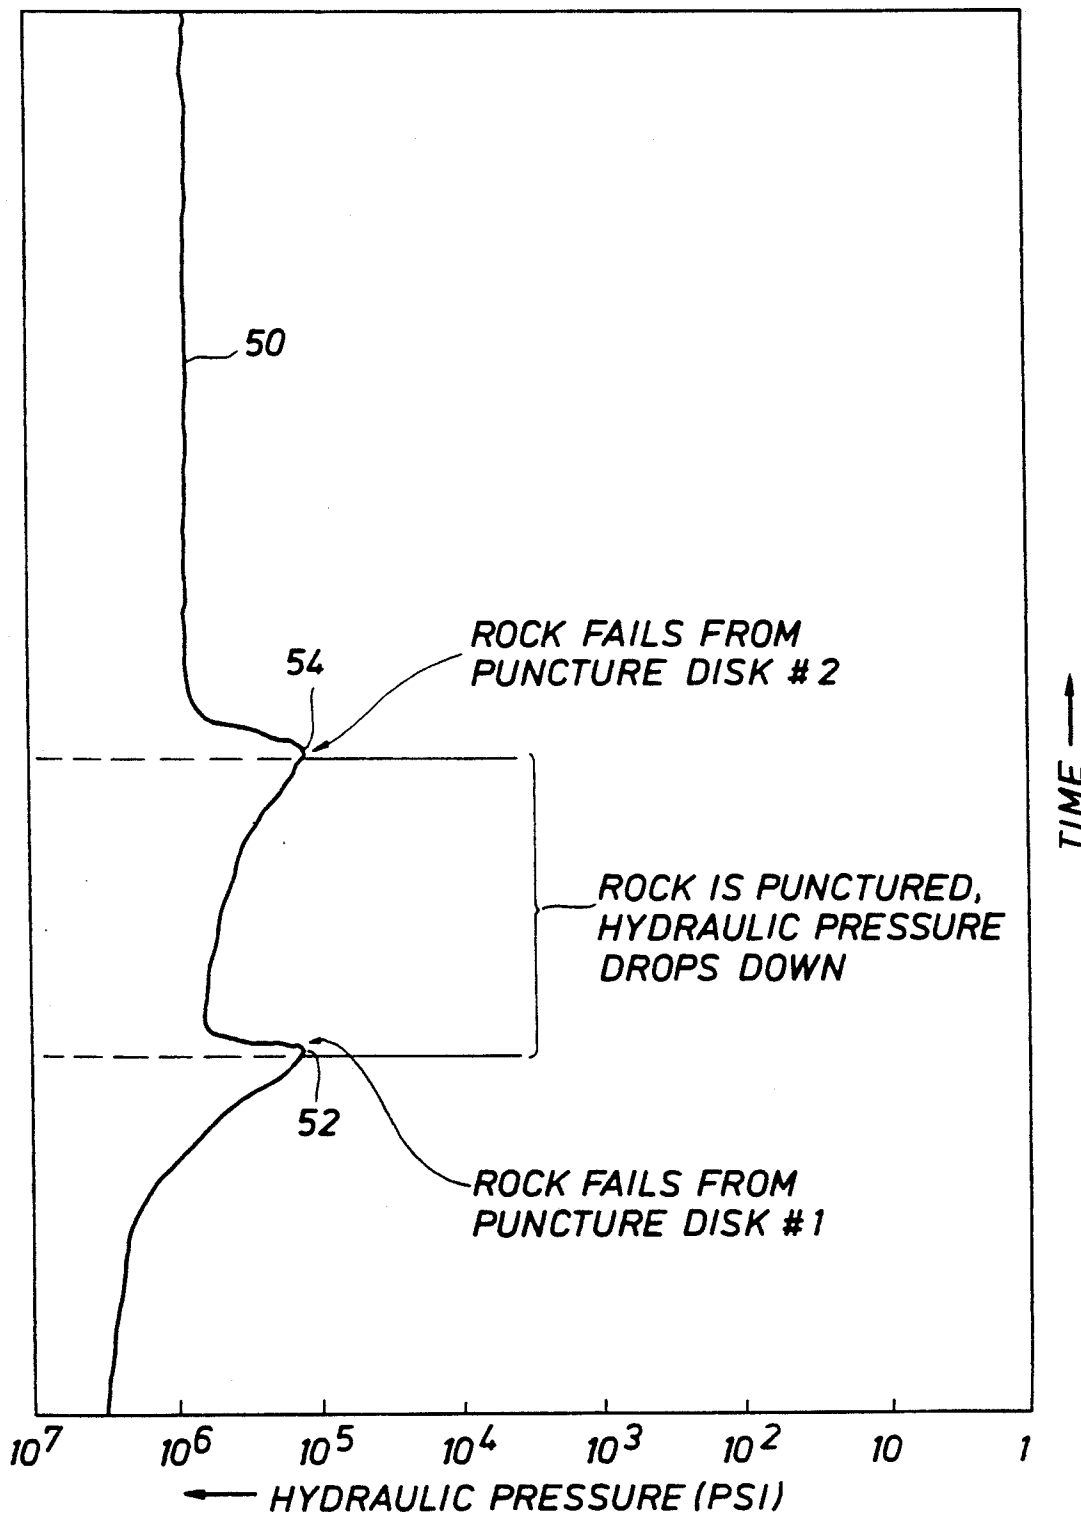 50
ROCK FAILS FROM
PUNCTURE DISK #2
54
TIME
ROCK IS PUNCTURED,
HYDRAULIC PRESSURE
DROPS DOWN
52
ROCK FAILS FROM
PUNCTURE DISK #1
10⁷ 10⁶ 10⁵ 10⁴ 10³ 10² 10 1
HYDRAULIC PRESSURE (PSI)